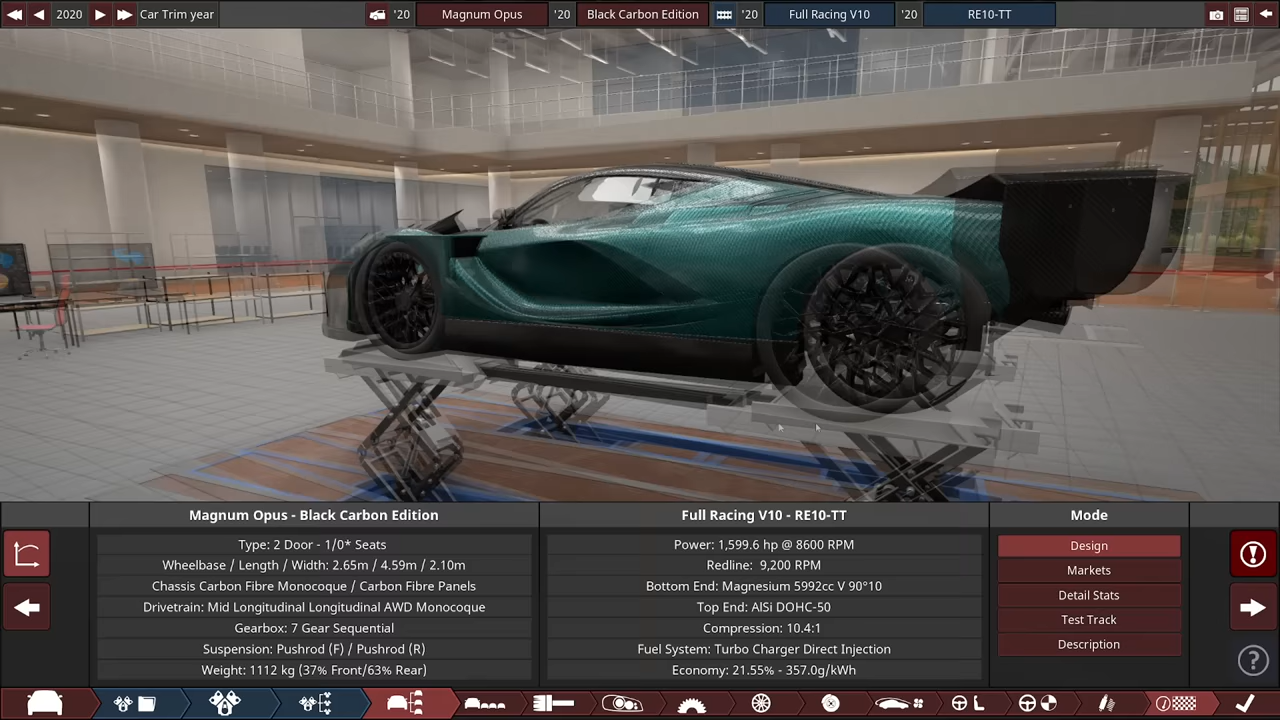 2020 Car Trim year '20 Magnum Opus '20 Black Carbon Edition '20 Full Racing V10 '20 RE10-TT
Magnum Opus - Black Carbon Edition
Type: 2 Door - 1/0* Seats
Wheelbase / Length / Width: 2.65m / 4.59m / 2.10m
Chassis Carbon Fibre Monocoque / Carbon Fibre Panels
Drivetrain: Mid Longitudinal Longitudinal AWD Monocoque
Gearbox: 7 Gear Sequential
Suspension: Pushrod (F) / Pushrod (R)
Weight: 1112 kg (37% Front/63% Rear)
Full Racing V10 - RE10-TT
Power: 1,599.6 hp @ 8600 RPM
Redline: 9,200 RPM
Bottom End: Magnesium 5992cc V 90°10
Top End: AlSi DOHC-50
Compression: 10.4:1
Fuel System: Turbo Charger Direct Injection
Economy: 21.55% - 357.0g/kWh
Mode
Design
Markets
Detail Stats
Test Track
Description